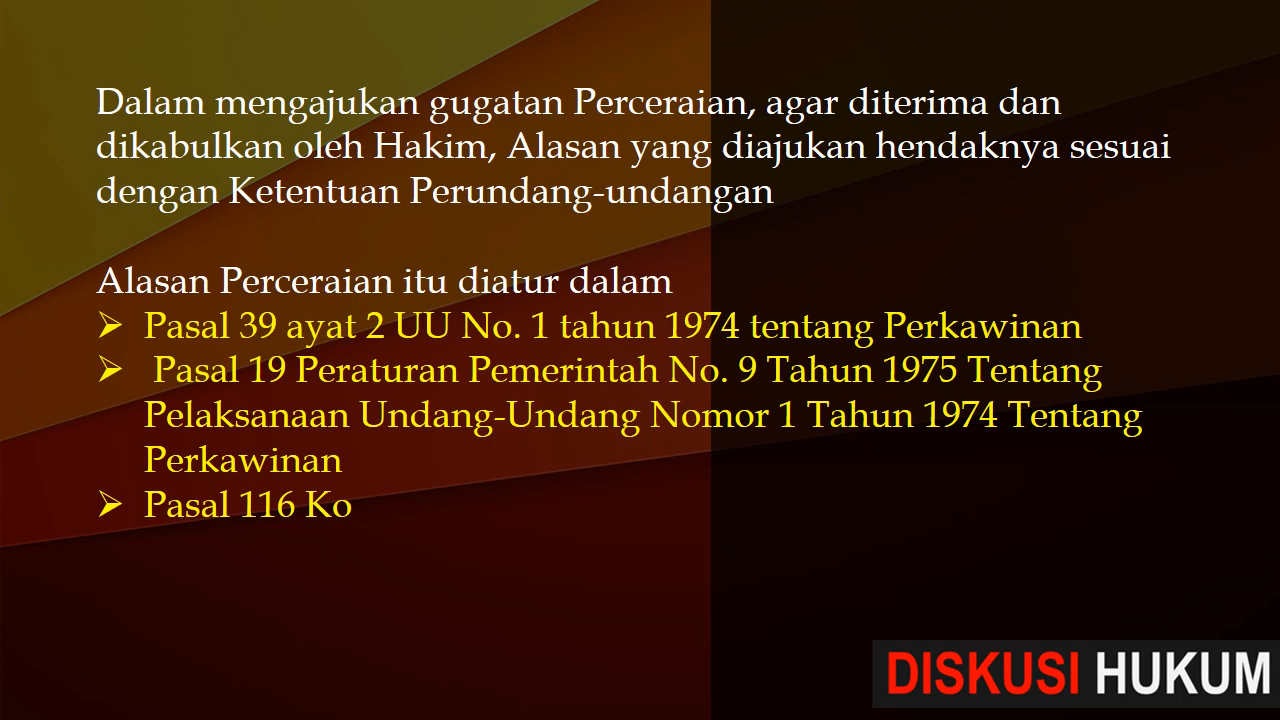 Dalam mengajukan gugatan Perceraian, agar diterima dan
dikabulkan oleh Hakim, Alasan yang diajukan hendaknya sesuai
dengan Ketentuan Perundang-undangan
Alasan Perceraian itu diatur dalam
➢ Pasal 39 ayat 2 UU No. 1 tahun 1974 tentang Perkawinan
➢ Pasal 19 Peraturan Pemerintah No. 9 Tahun 1975 Tentang
Pelaksanaan Undang-Undang Nomor 1 Tahun 1974 Tentang
Perkawinan
➢ Pasal 116 Ko
DISKUSI HUKUM